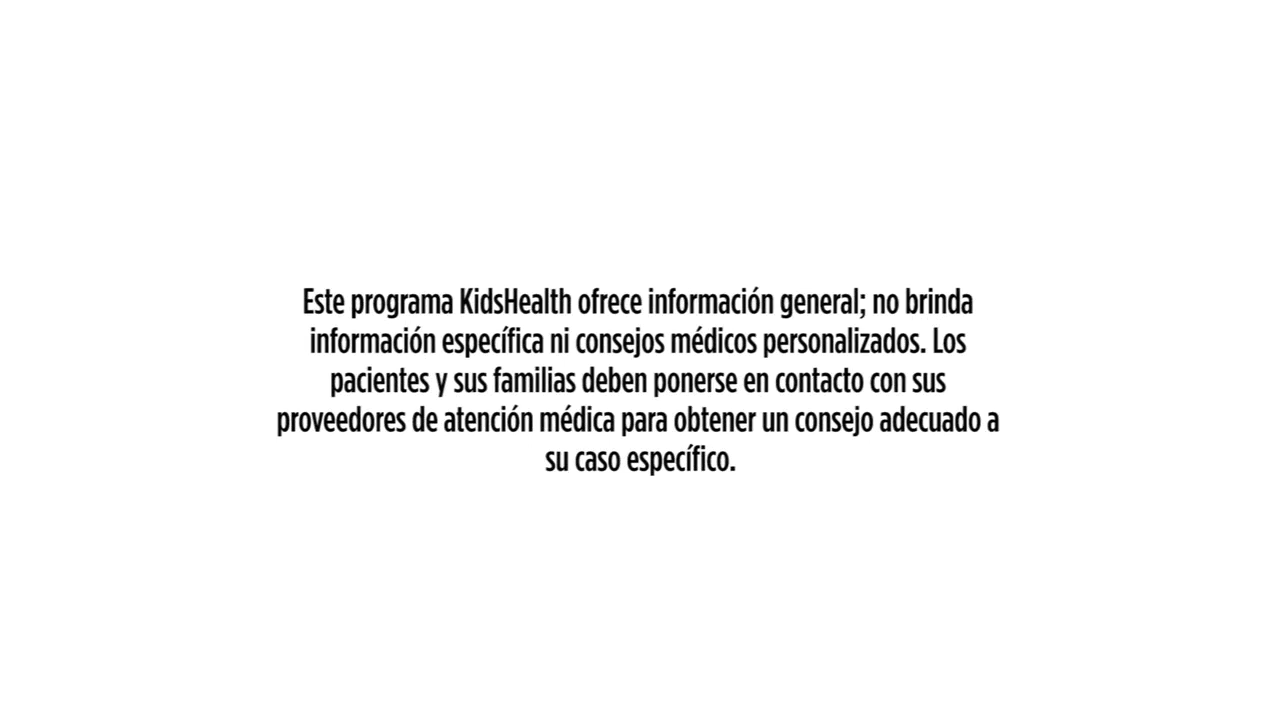 Este programa KidsHealth ofrece información general; no brinda
información específica ni consejos médicos personalizados. Los
pacientes y sus familias deben ponerse en contacto con sus
proveedores de atención médica para obtener un consejo adecuado a
su caso específico.